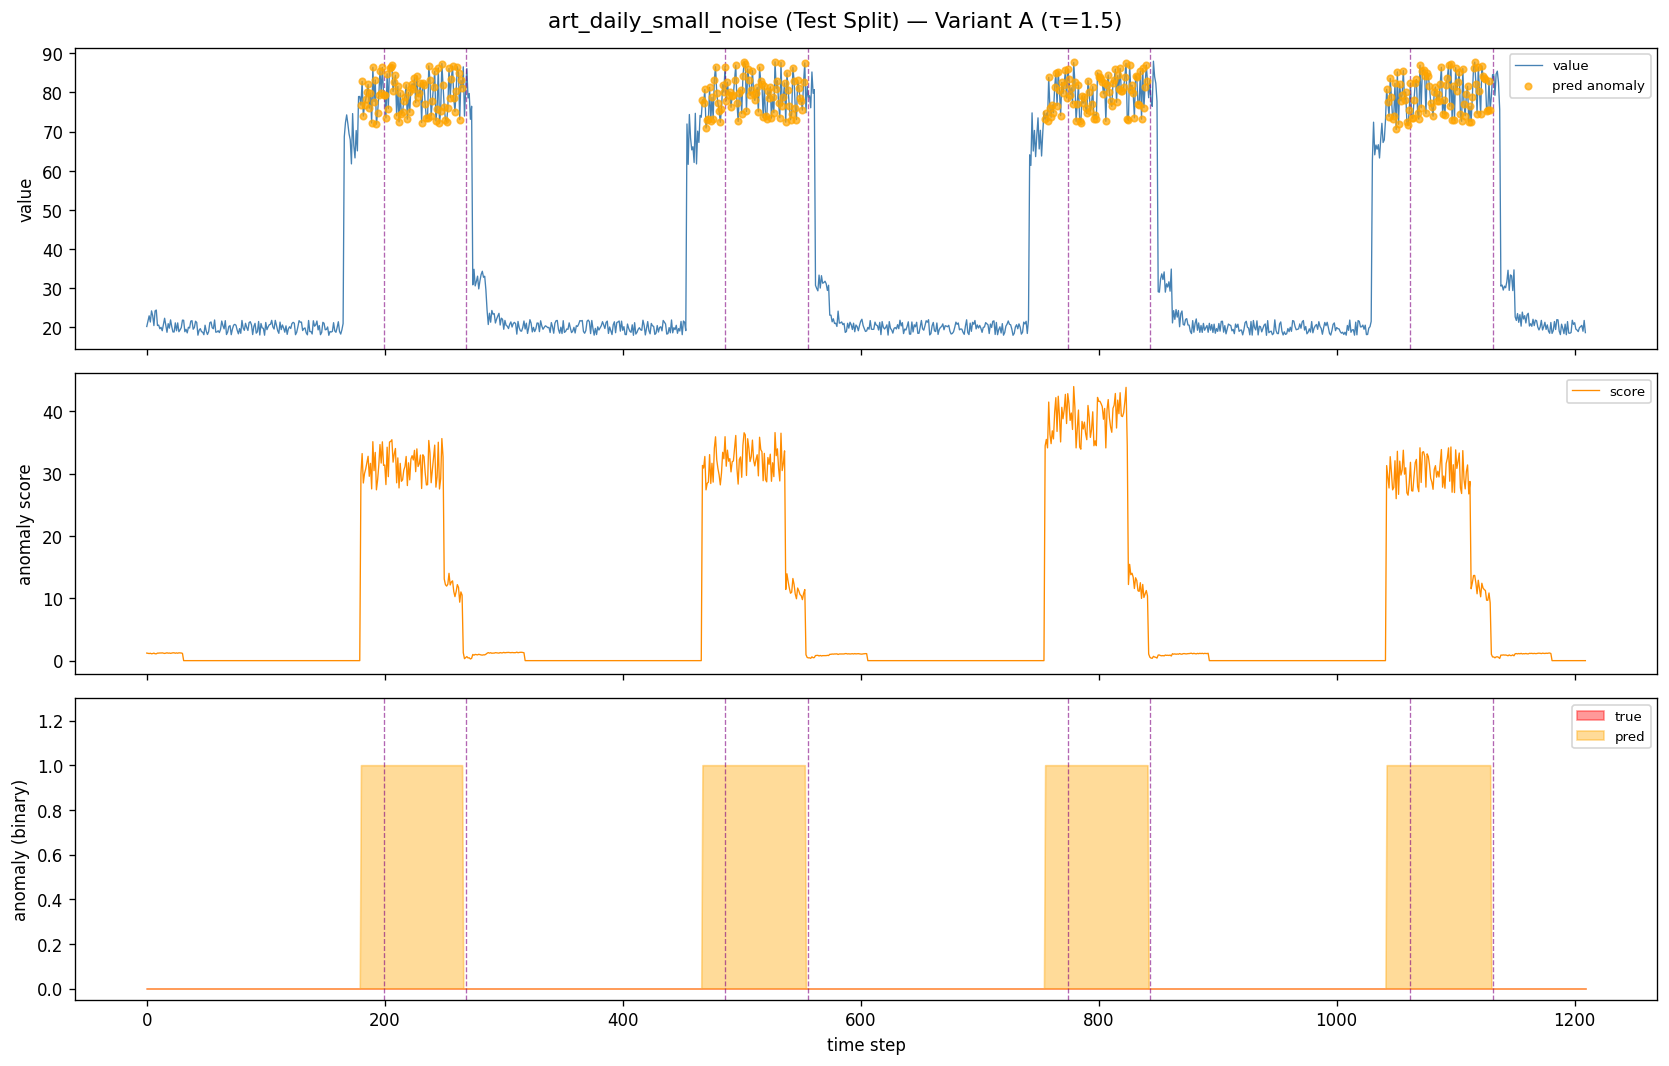 art_daily_small_noise (Test Split) — Variant A (τ=1.5)
90
80
70
60
50
40
30
20
value
value
pred anomaly
40
30
20
10
0
anomaly score
score
1.2
1.0
0.8
0.6
0.4
0.2
0.0
anomaly (binary)
true
pred
0
200
400
600
800
1000
1200
time step